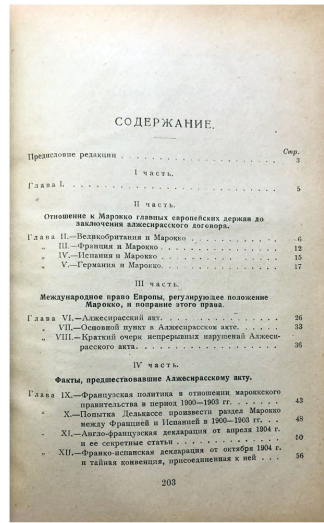 СОДЕРЖАНИЕ.
Стр.
Предисловие редакции . . . . . . . . . . . . . 3
I часть.
Глава I. . . . . . . . . . . . . . . . . . . . . 5
II часть.
Отношение к Марокко главных европейских держав до
заключения алжесирасского договора.
Глава II.—Великобритания и Марокко . . . . . . . 6
„ III.—Франция и Марокко . . . . . . . . . . 12
„ IV.—Испания и Марокко . . . . . . . . . . 15
„ V.—Германия и Марокко. . . . . . . . . . 17
III часть.
Международное право Европы, регулирующее положение
Марокко, и попрание этого права.
Глава VI.—Алжесирасский акт. . . . . . . . . . 26
„ VII.—Основной пункт в Алжесирасском акте. . 33
„ VIII.—Краткий очерк непрерывных нарушений Алжеси-
расского акта. . . . . . . . . . . . . . 36
IV часть.
Факты, предшествовавшие Алжесирасскому акту.
Глава IX.—Французская политика в отношении мароккского
правительства в период 1900—1903 гг. . . . 43
„ X.—Попытка Делькассе произвести раздел Марокко
между Францией и Испанией в 1900—1903 гг. . 48
„ XI.—Англо-французская декларация от апреля 1904 г.
и ее секретные статьи . . . . . . . . . . 50
„ XII.—Франко-испанская декларация от октября 1904 г.
и тайная конвенция, присоединенная к ней . . . 56
203